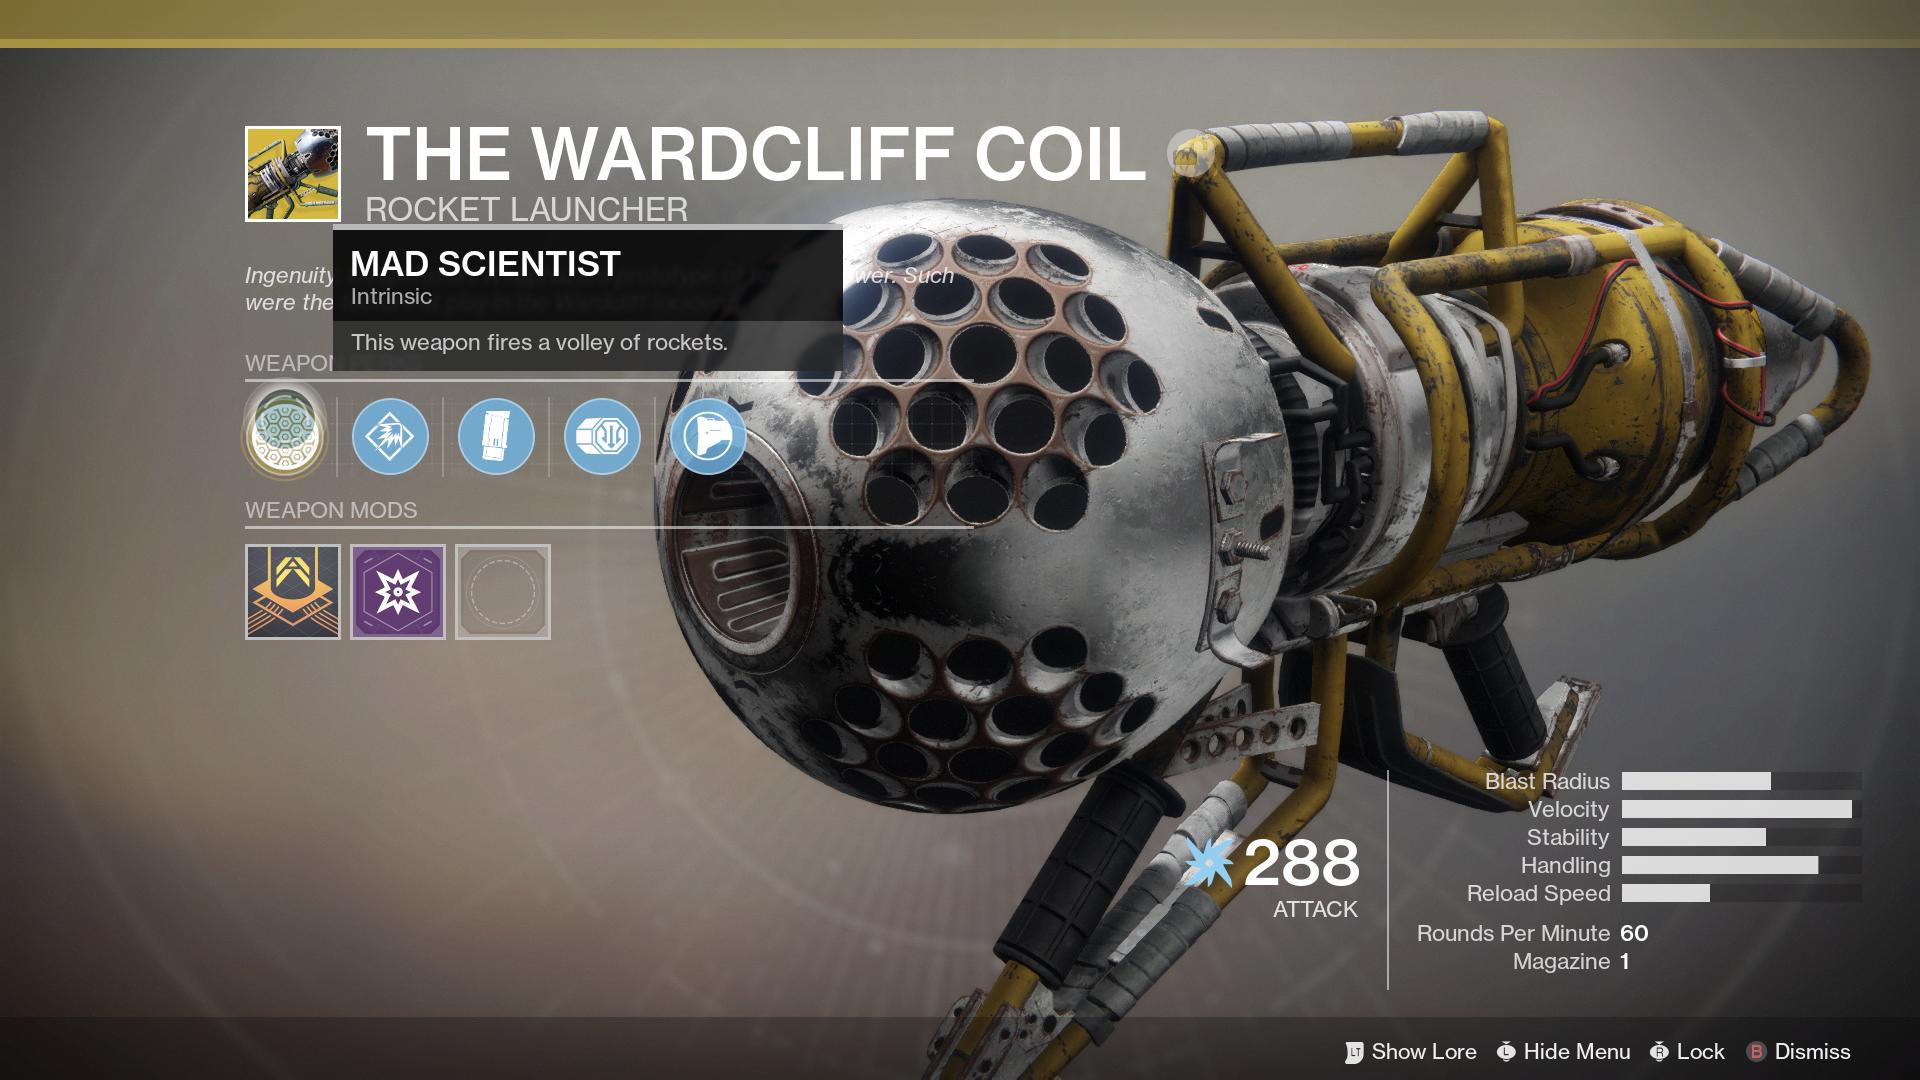 THE WARDCLIFF COIL
ROCKET LAUNCHER
MAD SCIENTIST
Intrinsic
This weapon fires a volley of rockets.
Ingenuity wer. Such
were the
WEAPON
WEAPON MODS
288
ATTACK
Blast Radius
Velocity
Stability
Handling
Reload Speed
Rounds Per Minute 60
Magazine 1
LT Show Lore L Hide Menu R Lock B Dismiss